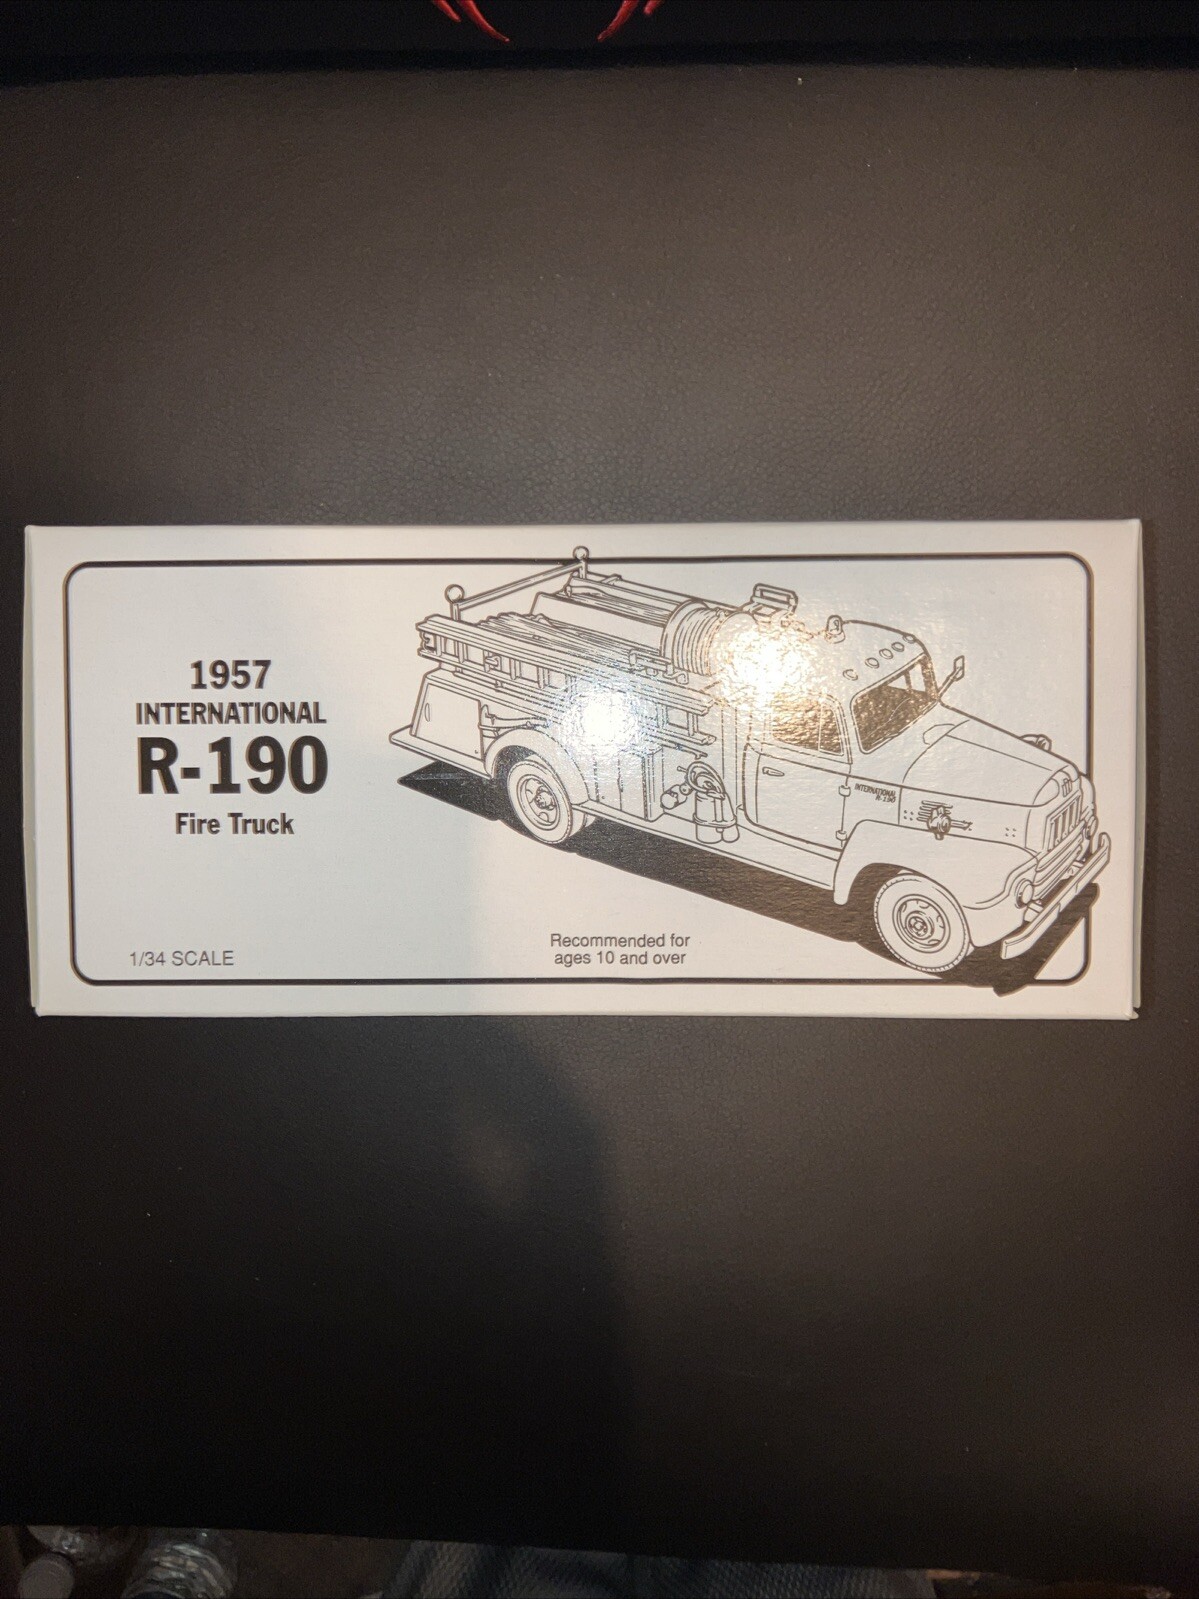 1957
INTERNATIONAL
R-190
Fire Truck
1/34 SCALE
Recommended for
ages 10 and over
INTERNATIONAL
R-190